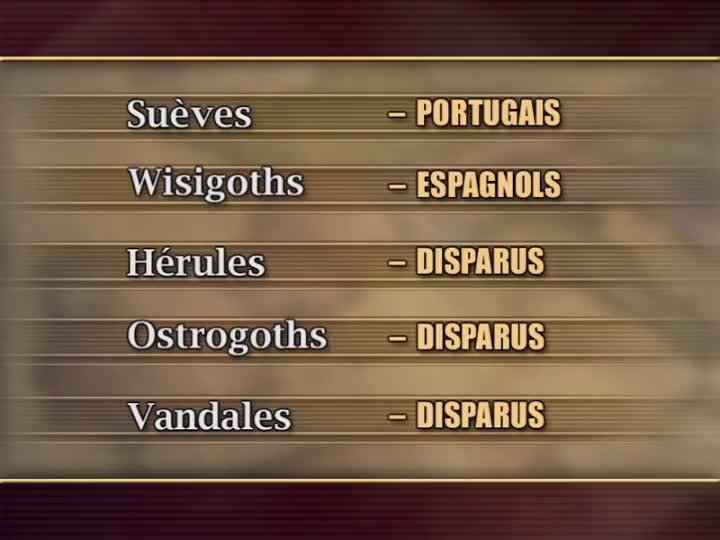 Suèves – PORTUGAIS
Wisigoths – ESPAGNOLS
Hérules – DISPARUS
Ostrogoths – DISPARUS
Vandales – DISPARUS